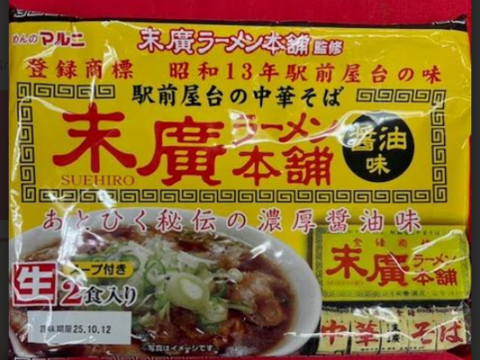 めんのマルニ
末廣ラーメン本舗監修
登録商標 昭和13年駅前屋台の味
駅前屋台の中華そば
末廣ラーメン本舗
SUEHIRO
醤油味
あとひく秘伝の濃厚醤油味
生
スープ付き
2食入り
賞味期限25.10.12
写真はイメージです。
登録商標
末廣ラーメン本舗
中華そば